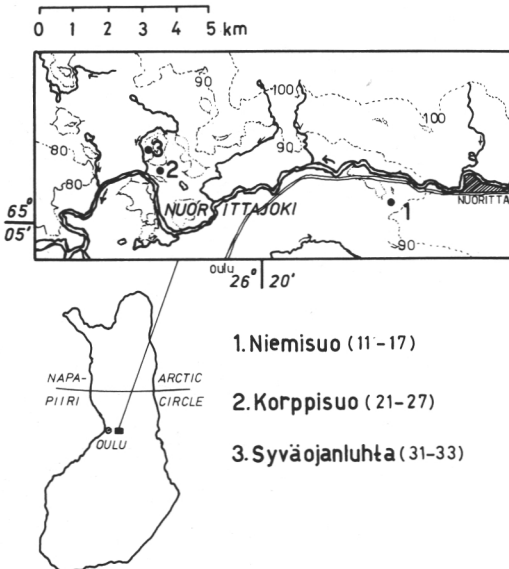 0 1 2 3 4 5 km
90
100
100
90
80
80
3
2
NUORITTAJOKI
NUORITTA
1
65°
05'
90
OULU
26° 20'
1. Niemisuo (11-17)
NAPA- ARCTIC
PIIRI CIRCLE
2. Korppisuo (21-27)
OULU
3. Syväojanluhta (31-33)